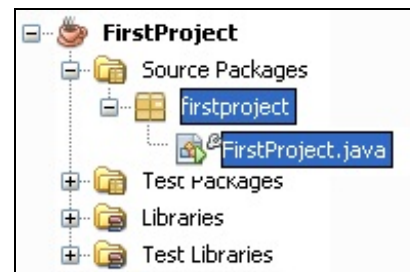 FirstProject
Source Packages
firstproject
FirstProject.java
Test Packages
Libraries
Test Libraries